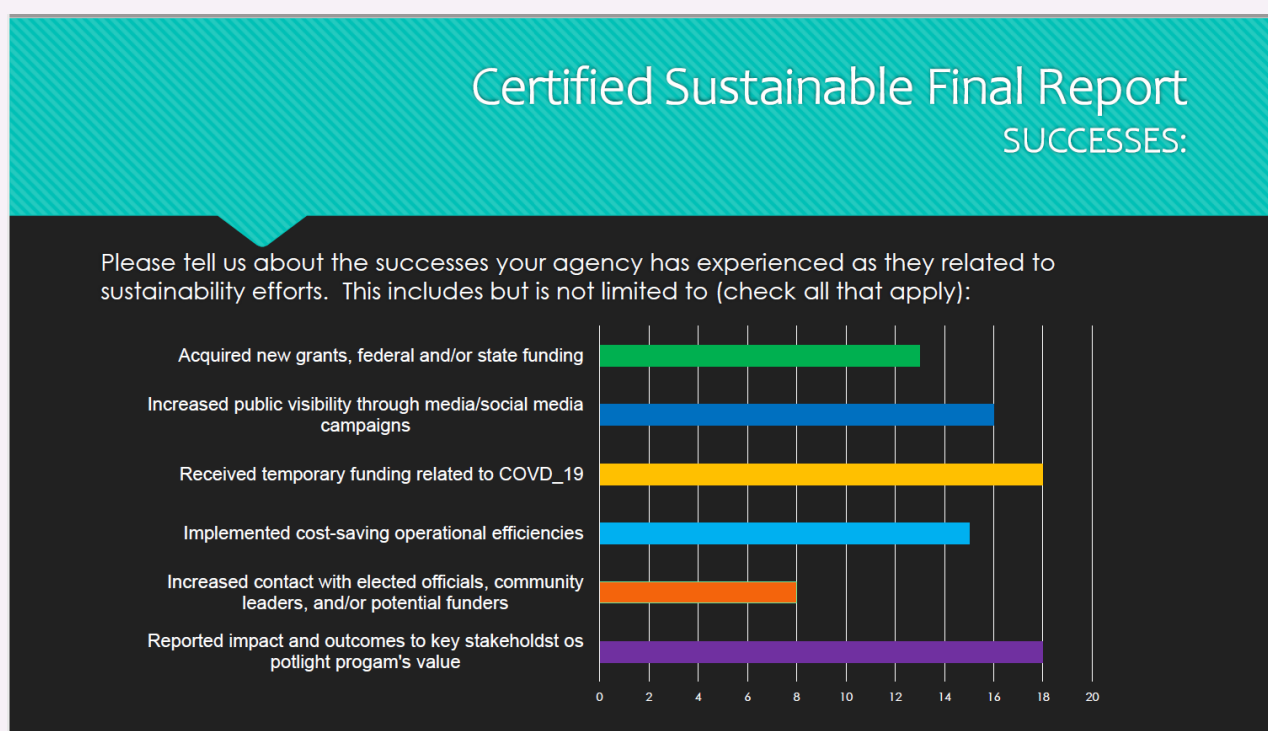 Certified Sustainable Final Report
SUCCESSES:
Please tell us about the successes your agency has experienced as they related to
sustainability efforts.  This includes but is not limited to (check all that apply):
Acquired new grants, federal and/or state funding
Increased public visibility through media/social media
campaigns
Received temporary funding related to COVD_19
Implemented cost-saving operational efficiencies
Increased contact with elected officials, community
leaders, and/or potential funders
Reported impact and outcomes to key stakeholdst os
potlight progam's value
0 2 4 6 8 10 12 14 16 18 20